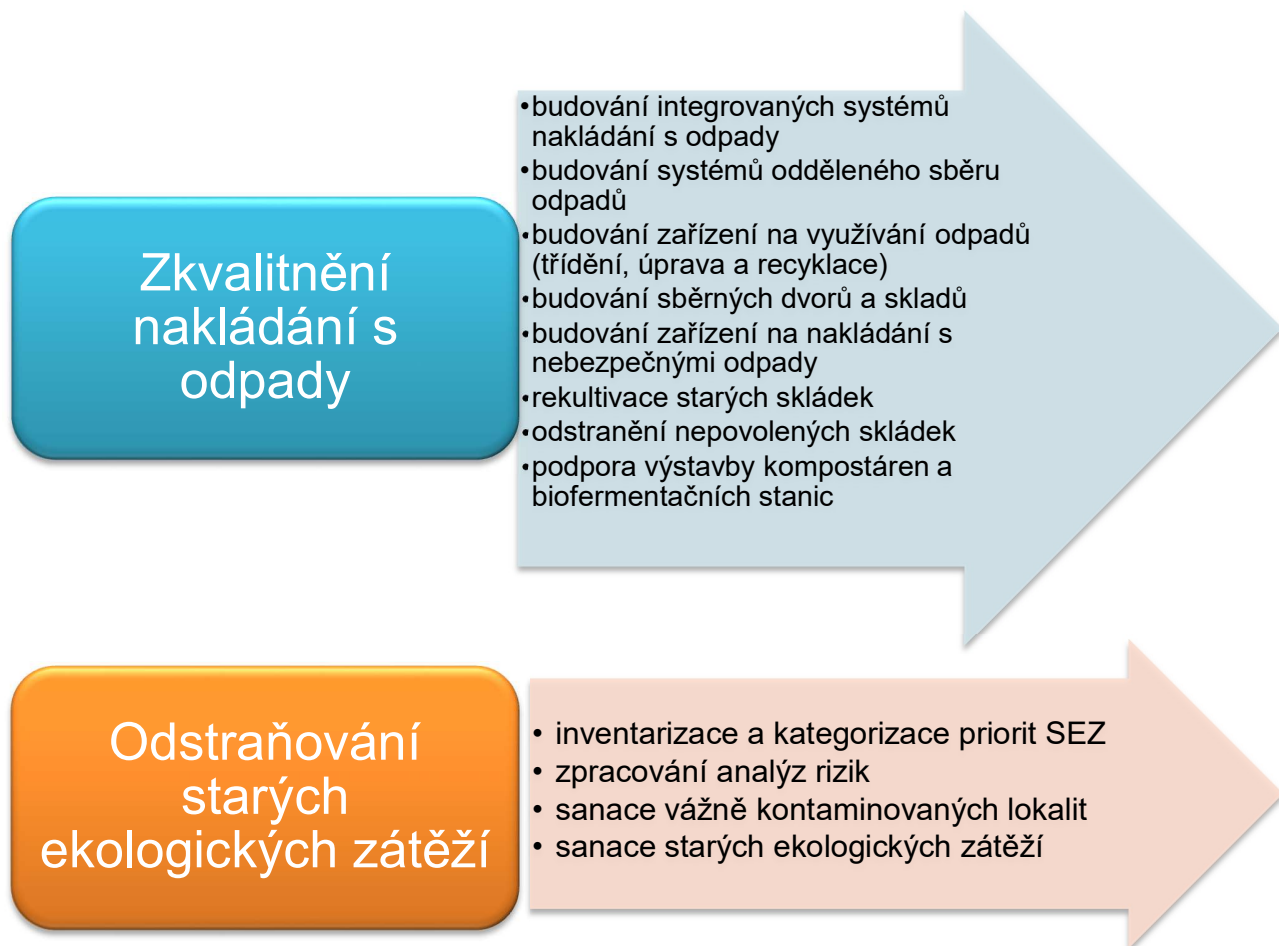 Zkvalitnění
nakládání s
odpady
•budování integrovaných systémů
nakládání s odpady
•budování systémů odděleného sběru
odpadů
•budování zařízení na využívání odpadů
(třídění, úprava a recyklace)
•budování sběrných dvorů a skladů
•budování zařízení na nakládání s
nebezpečnými odpady
•rekultivace starých skládek
•odstranění nepovolených skládek
•podpora výstavby kompostáren a
biofermentačních stanic
Odstraňování
starých
ekologických zátěží
• inventarizace a kategorizace priorit SEZ
• zpracování analýz rizik
• sanace vážně kontaminovaných lokalit
• sanace starých ekologických zátěží